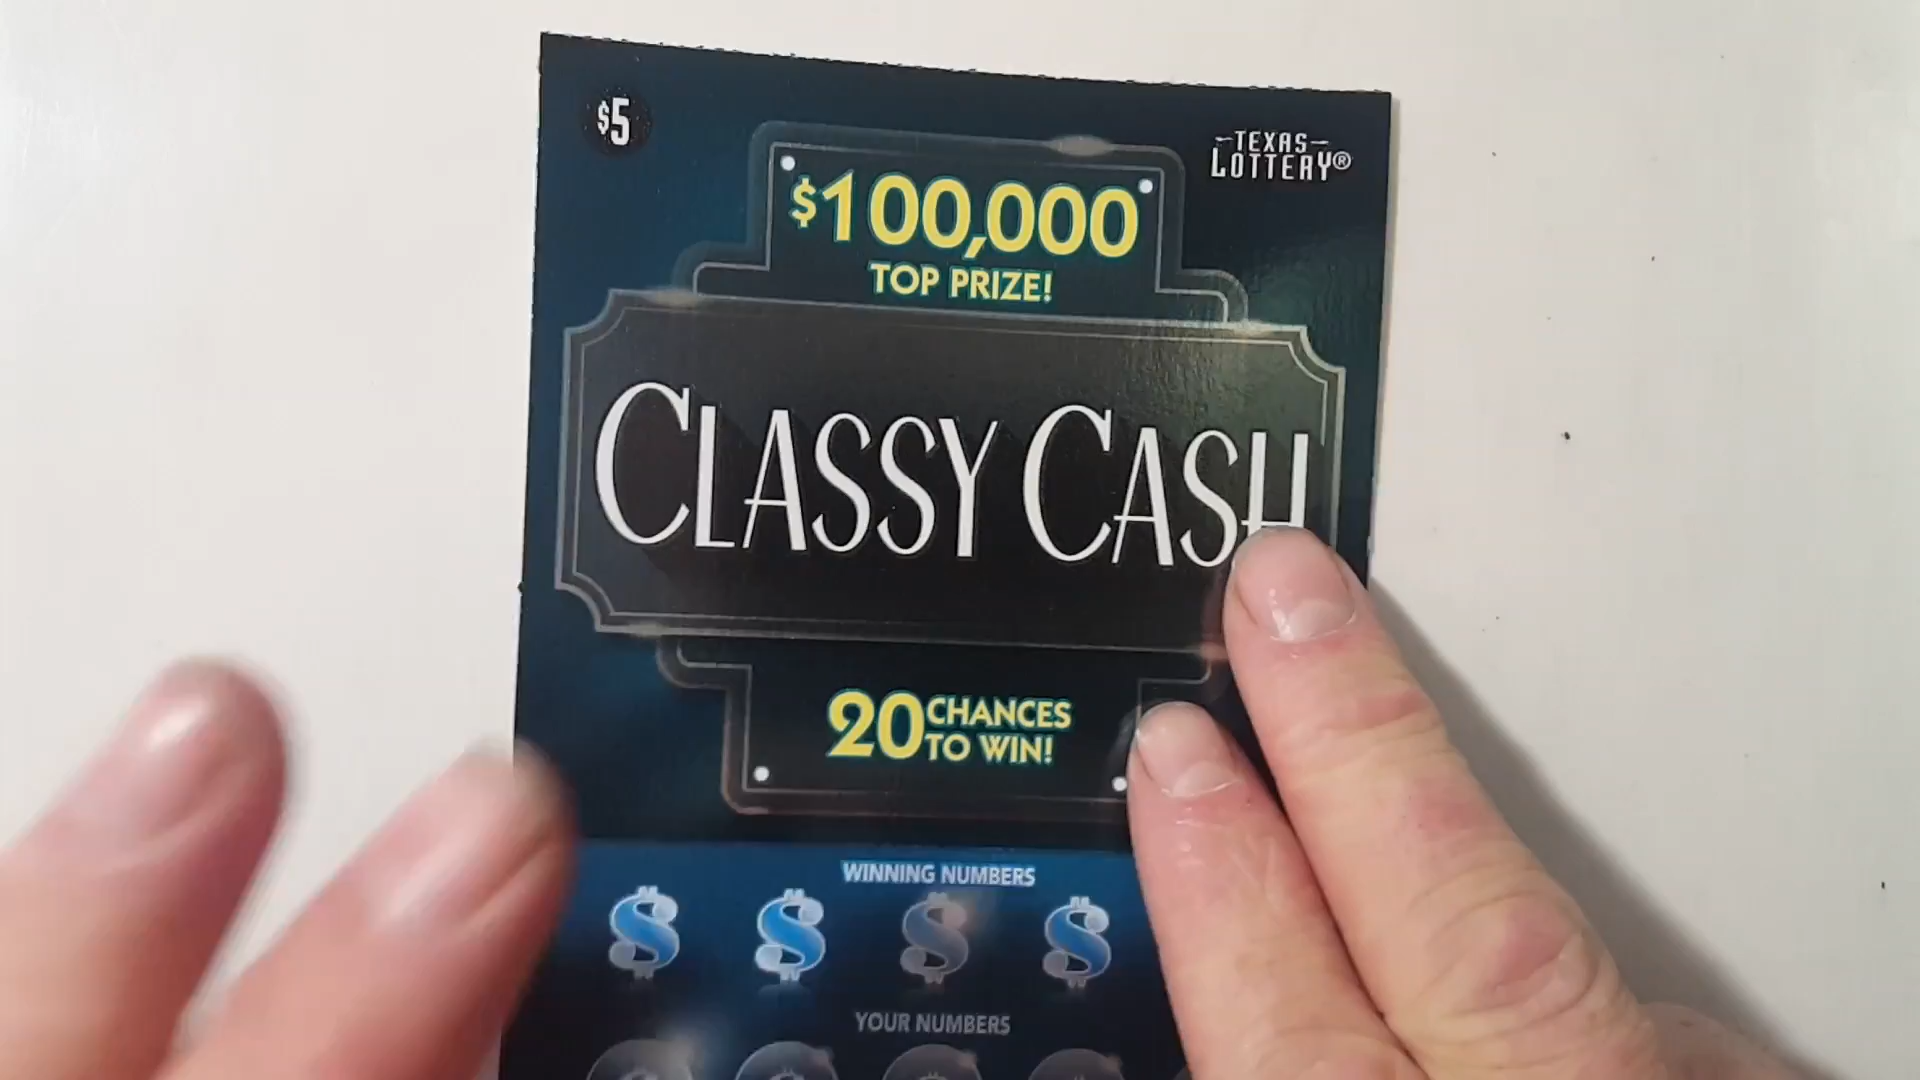 $5
TEXAS
LOTTERY®
$100,000
TOP PRIZE!
CLASSY CASH
20 CHANCES
TO WIN!
WINNING NUMBERS
$ $ $ $
YOUR NUMBERS